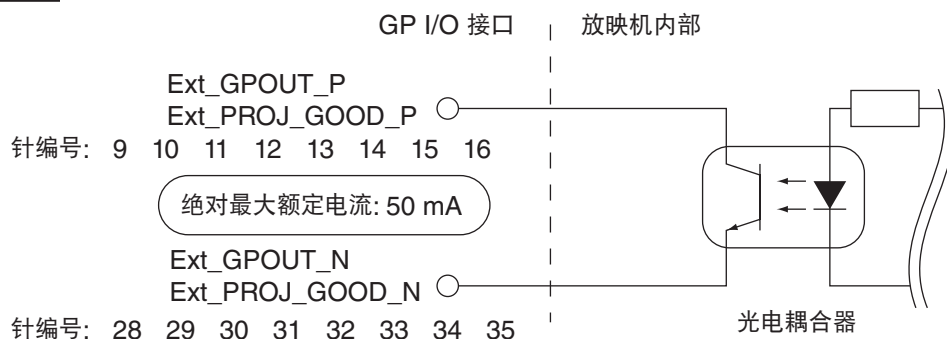 GP I/O 接口 放映机内部
Ext_GPOUT_P
Ext_PROJ_GOOD_P
针编号: 9 10 11 12 13 14 15 16
绝对最大额定电流: 50 mA
Ext_GPOUT_N
Ext_PROJ_GOOD_N
光电耦合器
针编号: 28 29 30 31 32 33 34 35